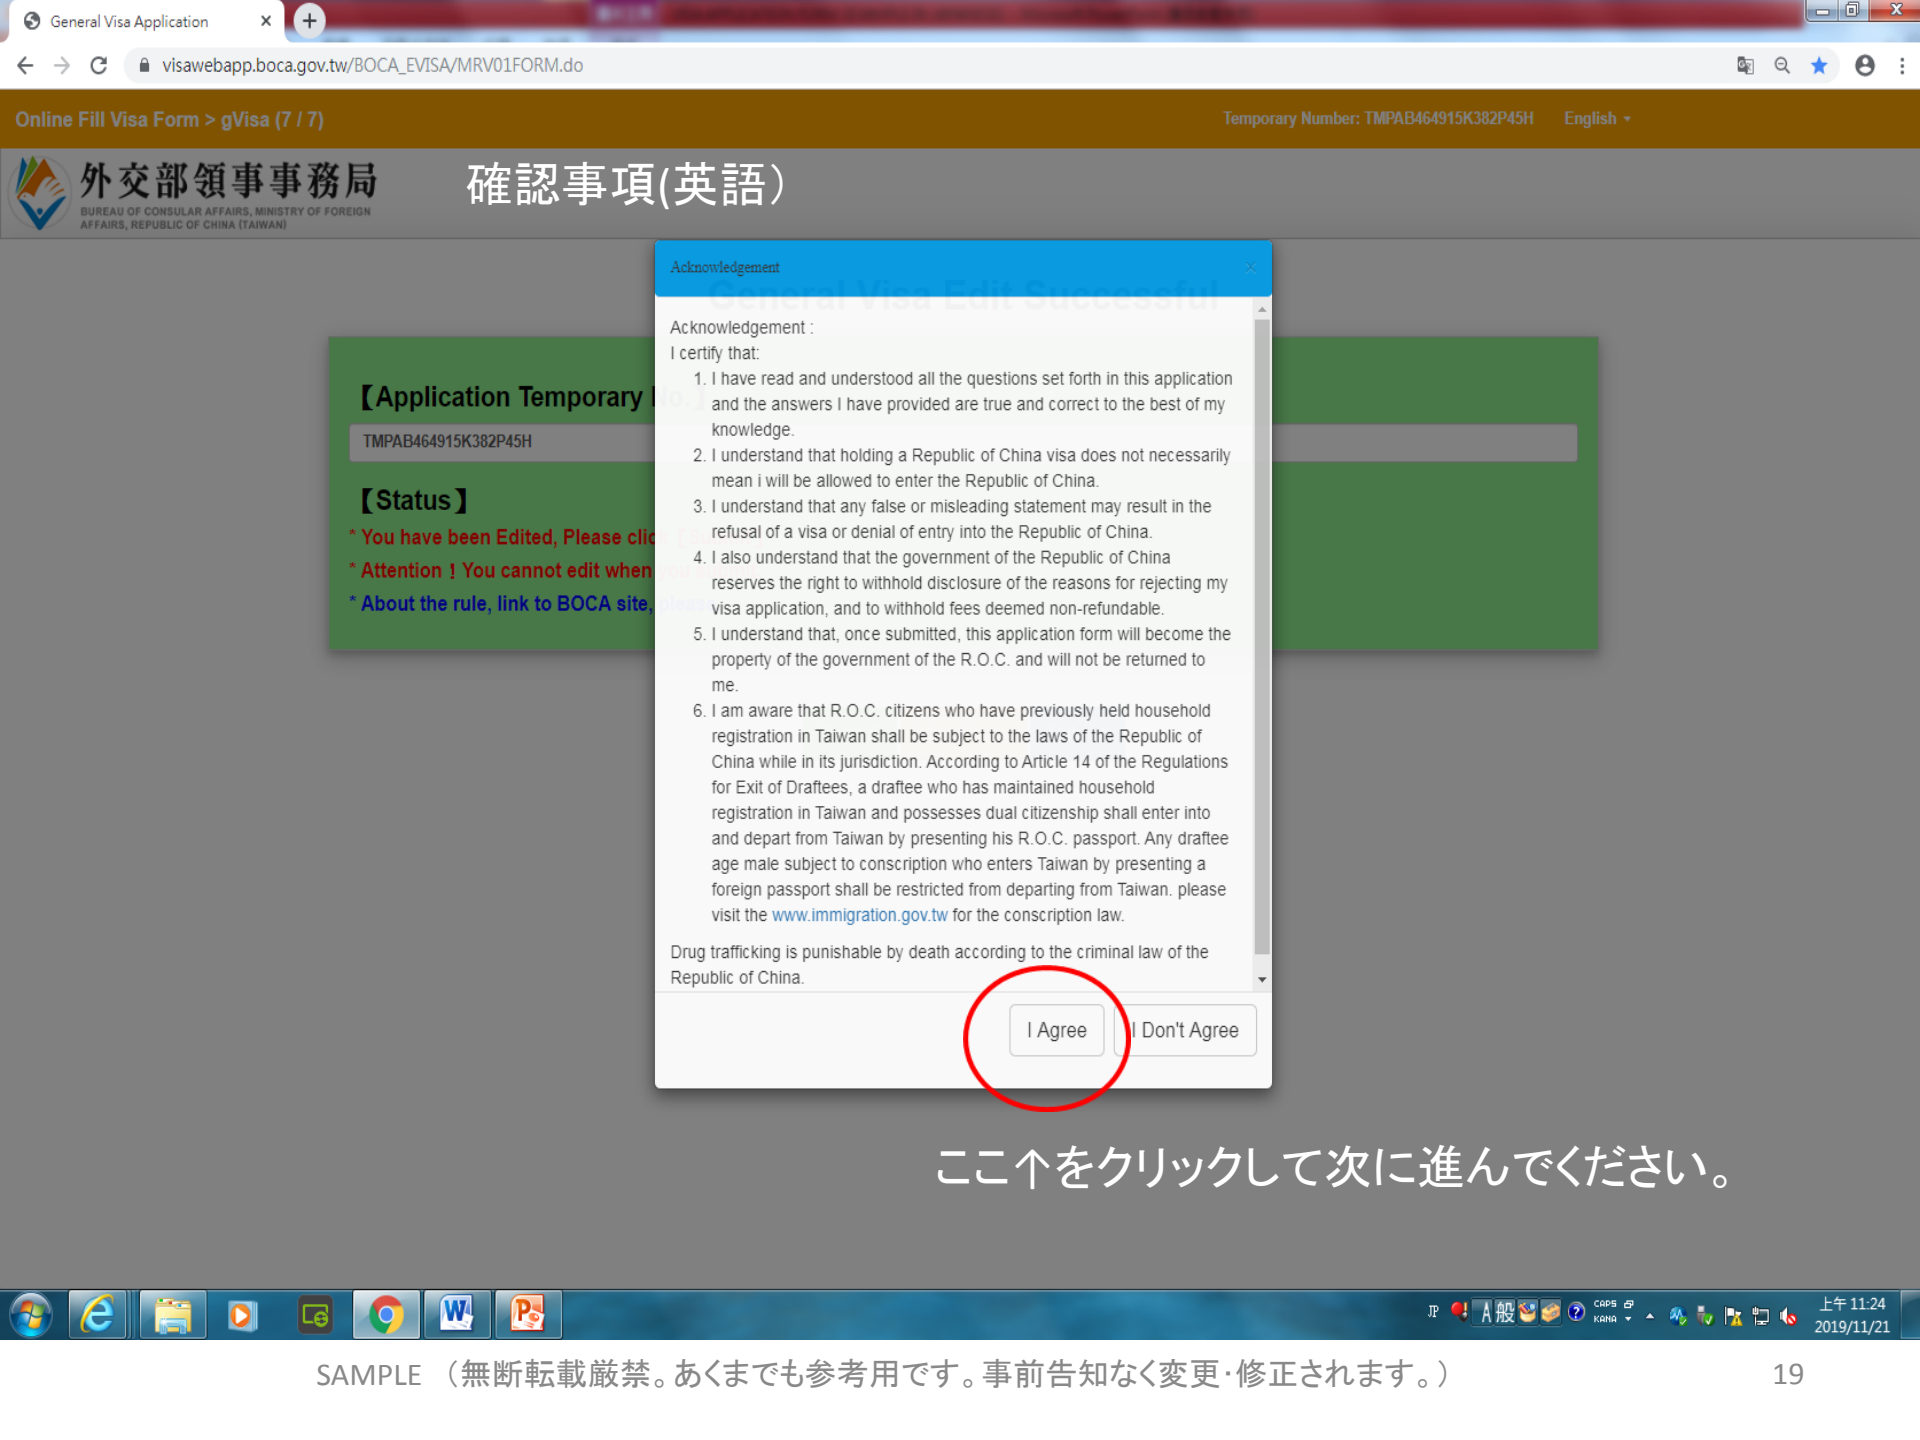 General Visa Application
visawebapp.boca.gov.tw/BOCA_EVISA/MRV01FORM.do
Online Fill Visa Form > gVisa (7 / 7)
Temporary Number: TMPAB464915K382P45H
English
外交部領事事務局
BUREAU OF CONSULAR AFFAIRS, MINISTRY OF FOREIGN
AFFAIRS, REPUBLIC OF CHINA (TAIWAN)
確認事項(英語）
Acknowledgement
General Visa Edit Successful
Acknowledgement :
I certify that:
1. I have read and understood all the questions set forth in this application
and the answers I have provided are true and correct to the best of my
knowledge.
2. I understand that holding a Republic of China visa does not necessarily
mean i will be allowed to enter the Republic of China.
3. I understand that any false or misleading statement may result in the
refusal of a visa or denial of entry into the Republic of China.
4. I also understand that the government of the Republic of China
reserves the right to withhold disclosure of the reasons for rejecting my
visa application, and to withhold fees deemed non-refundable.
5. I understand that, once submitted, this application form will become the
property of the government of the R.O.C. and will not be returned to
me.
6. I am aware that R.O.C. citizens who have previously held household
registration in Taiwan shall be subject to the laws of the Republic of
China while in its jurisdiction. According to Article 14 of the Regulations
for Exit of Draftees, a draftee who has maintained household
registration in Taiwan and possesses dual citizenship shall enter into
and depart from Taiwan by presenting his R.O.C. passport. Any draftee
age male subject to conscription who enters Taiwan by presenting a
foreign passport shall be restricted from departing from Taiwan. please
visit the www.immigration.gov.tw for the conscription law.
Drug trafficking is punishable by death according to the criminal law of the
Republic of China.
I Agree
I Don't Agree
【Application Temporary No.】
TMPAB464915K382P45H
【Status】
* You have been Edited, Please click
* Attention ! You cannot edit when you
* About the rule, link to BOCA site, please
ここ↑をクリックして次に進んでください。
JP
A 般
CAPS
KANA
上午 11:24
2019/11/21
SAMPLE （無断転載厳禁。あくまでも参考用です。事前告知なく変更･修正されます。）
19